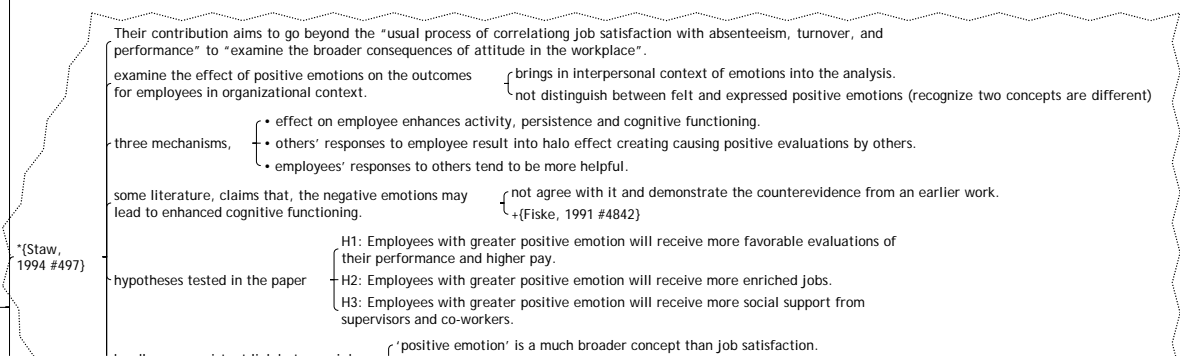 Their contribution aims to go beyond the “usual process of correlationg job satisfaction with absenteeism, turnover, and
performance” to “examine the broader consequences of attitude in the workplace”.
examine the effect of positive emotions on the outcomes
for employees in organizational context.
brings in interpersonal context of emotions into the analysis.
not distinguish between felt and expressed positive emotions (recognize two concepts are different)
three mechanisms,
• effect on employee enhances activity, persistence and cognitive functioning.
• others’ responses to employee result into halo effect creating causing positive evaluations by others.
• employees’ responses to others tend to be more helpful.
some literature, claims that, the negative emotions may
lead to enhanced cognitive functioning.
not agree with it and demonstrate the counterevidence from an earlier work.
+{Fiske, 1991 #4842}
*{Staw,
1994 #497}
hypotheses tested in the paper
H1: Employees with greater positive emotion will receive more favorable evaluations of
their performance and higher pay.
H2: Employees with greater positive emotion will receive more enriched jobs.
H3: Employees with greater positive emotion will receive more social support from
supervisors and co-workers.
‘positive emotion’ is a much broader concept than job satisfaction.